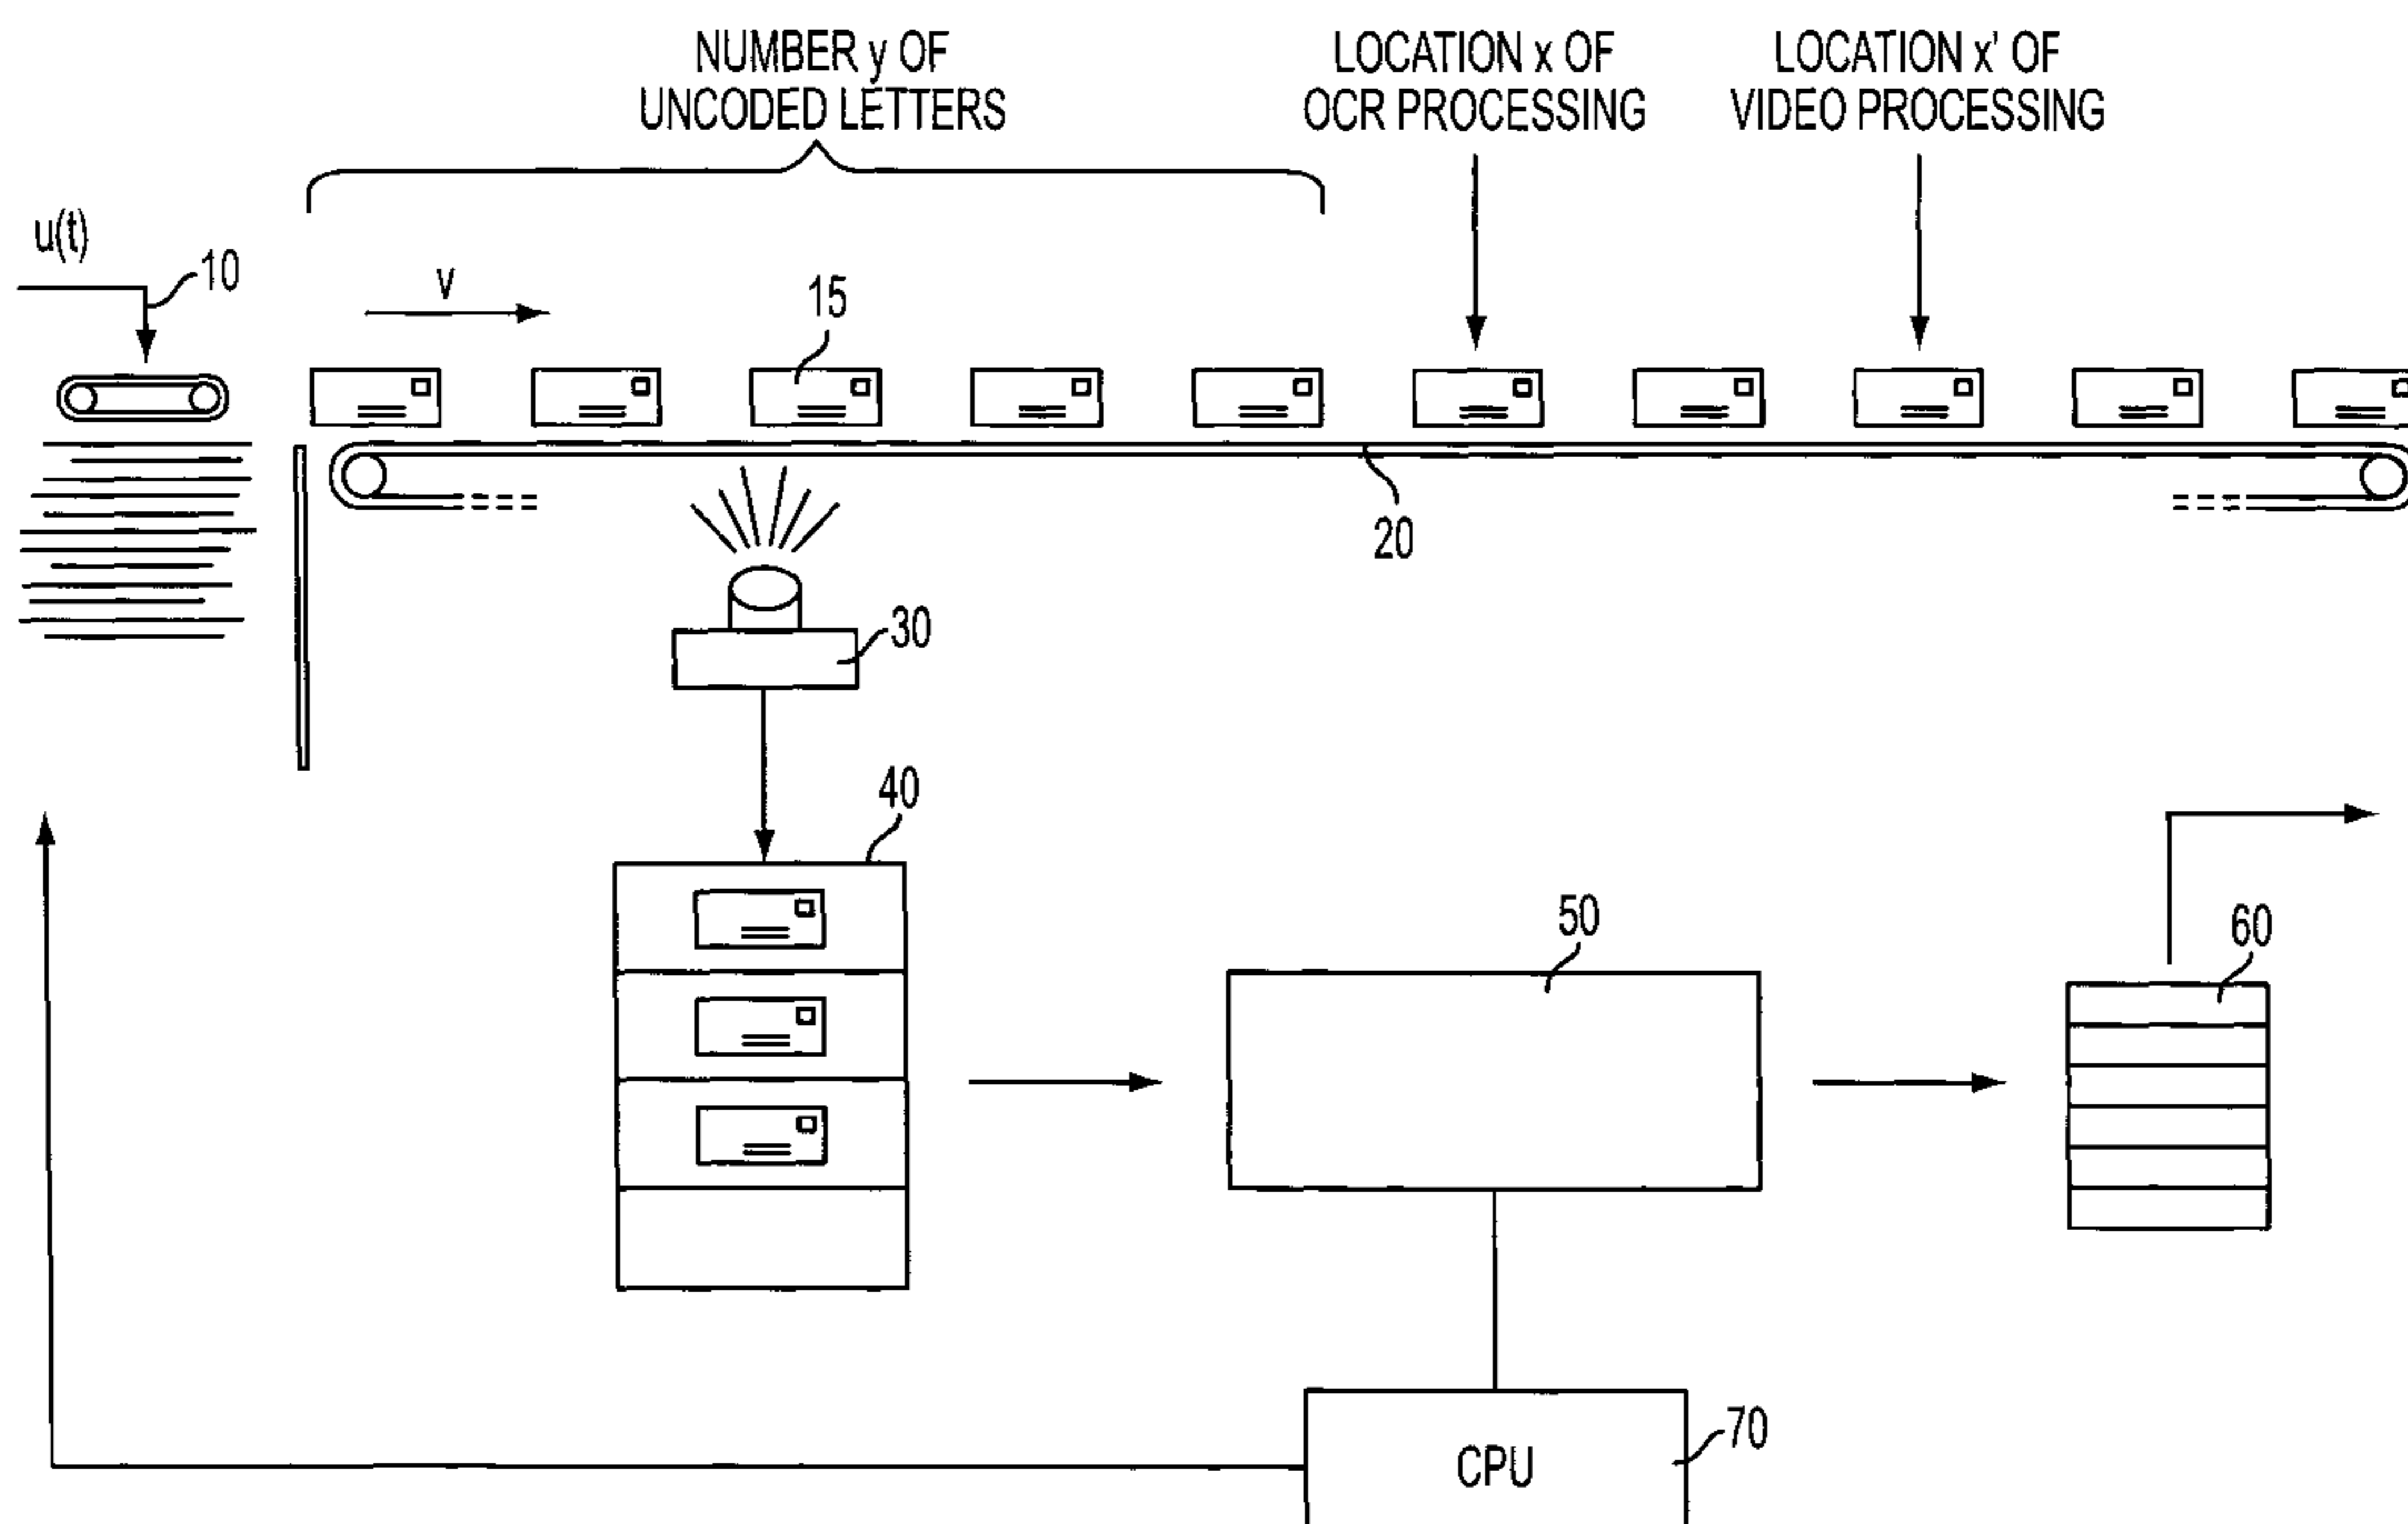 NUMBER y OF
UNCODED LETTERS
LOCATION x OF
OCR PROCESSING
LOCATION x' OF
VIDEO PROCESSING
u(t)
10
v
15
20
30
40
50
60
70
CPU